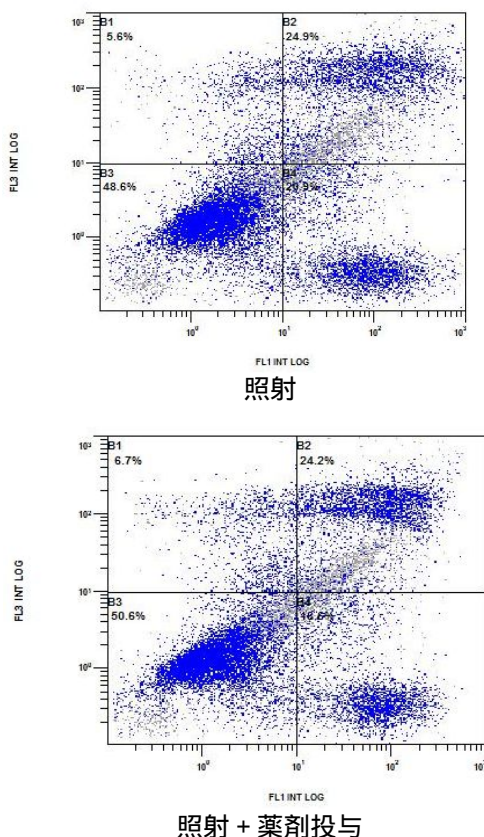 10³
B1
5.6%
B2
24.9%
10²
10¹
B3
48.6%
B4
20.9%
10⁰
FL3 INT LOG
10⁰ 10¹ 10² 10³
FL1 INT LOG
照射
10³
B1
6.7%
B2
24.2%
10²
10¹
B3
50.6%
B4
10⁰
FL3 INT LOG
10⁰ 10¹ 10²
FL1 INT LOG
照射 + 薬剤投与